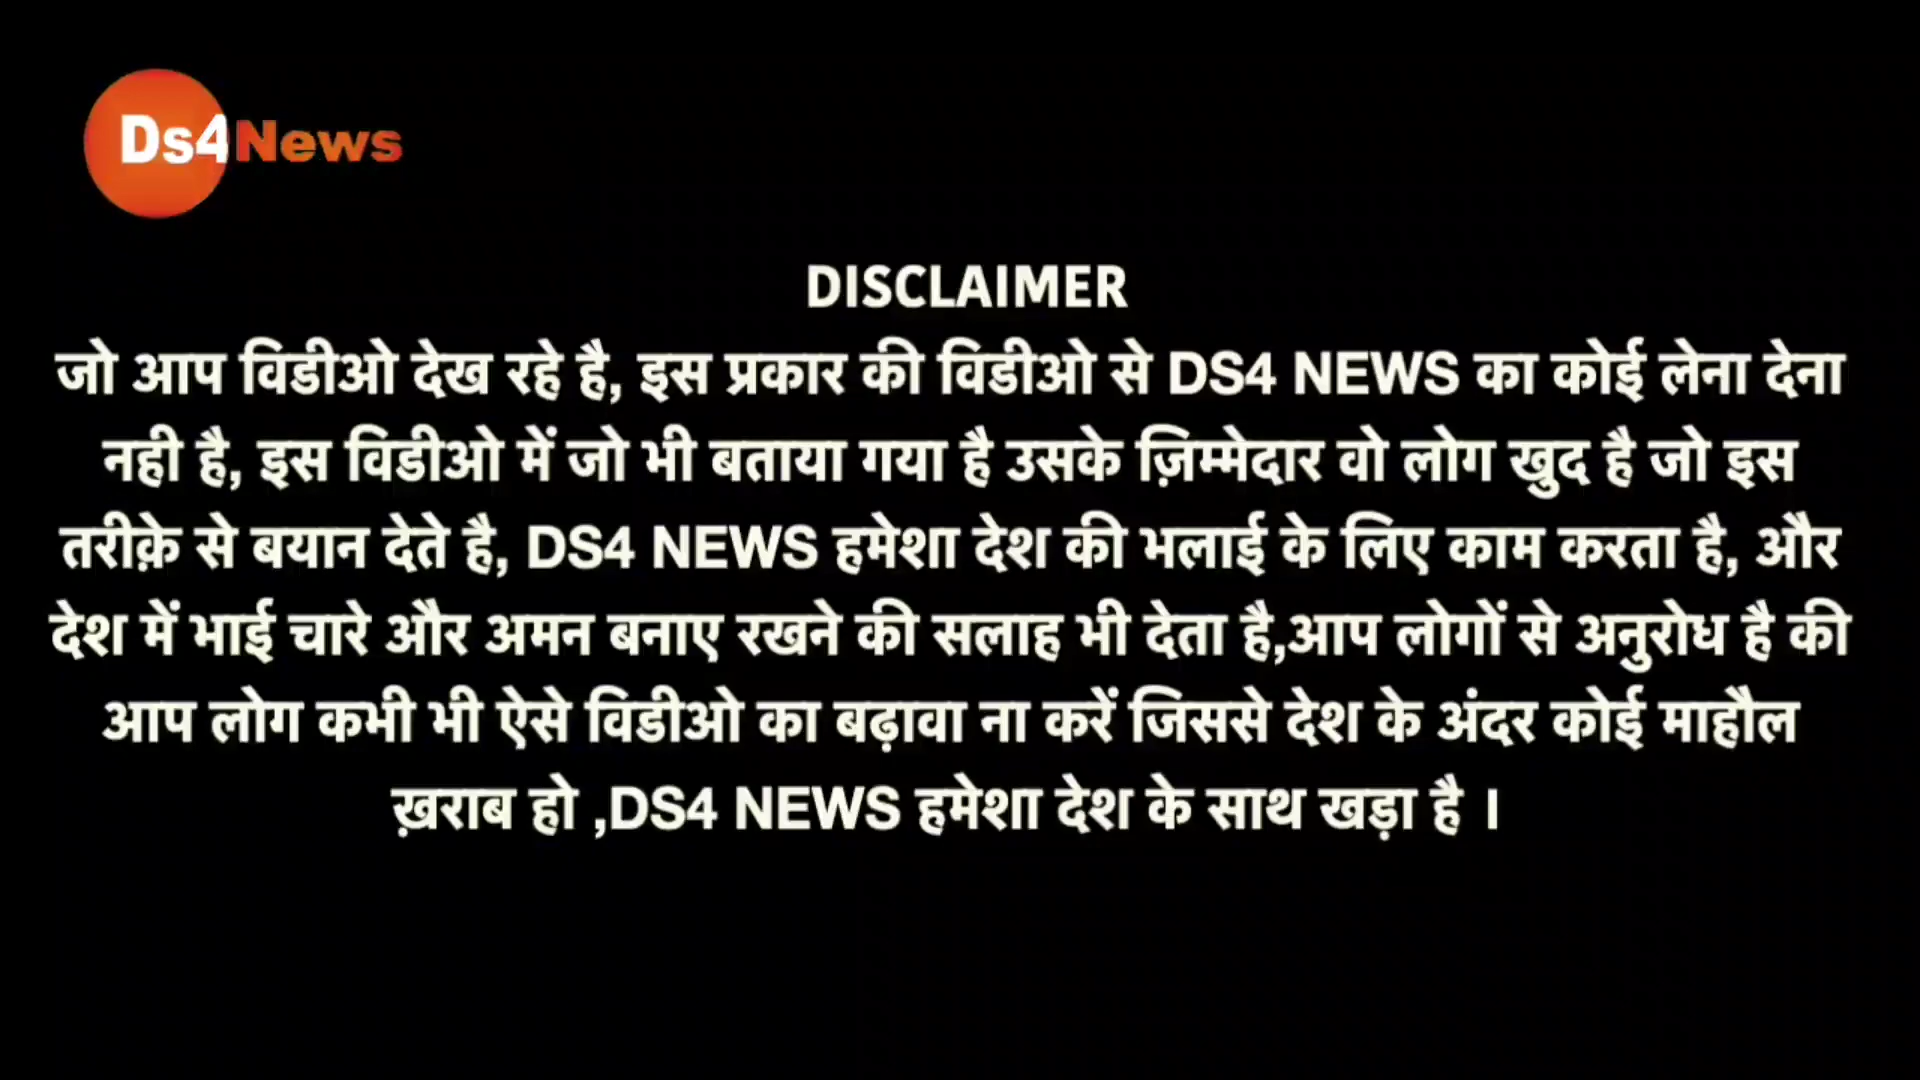 Ds4News
DISCLAIMER
जो आप विडीओ देख रहे है, इस प्रकार की विडीओ से DS4 NEWS का कोई लेना देना
नही है, इस विडीओ में जो भी बताया गया है उसके ज़िम्मेदार वो लोग खुद है जो इस
तरीक़े से बयान देते है, DS4 NEWS हमेशा देश की भलाई के लिए काम करता है, और
देश में भाई चारे और अमन बनाए रखने की सलाह भी देता है,आप लोगों से अनुरोध है की
आप लोग कभी भी ऐसे विडीओ का बढ़ावा ना करें जिससे देश के अंदर कोई माहौल
ख़राब हो ,DS4 NEWS हमेशा देश के साथ खड़ा है ।